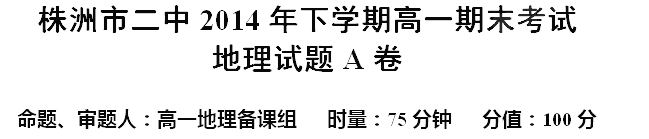 株洲市二中 2014 年下学期高一期末考试
地理试题 A 卷
命题、审题人：高一地理备课组 时量：75 分钟 分值：100 分